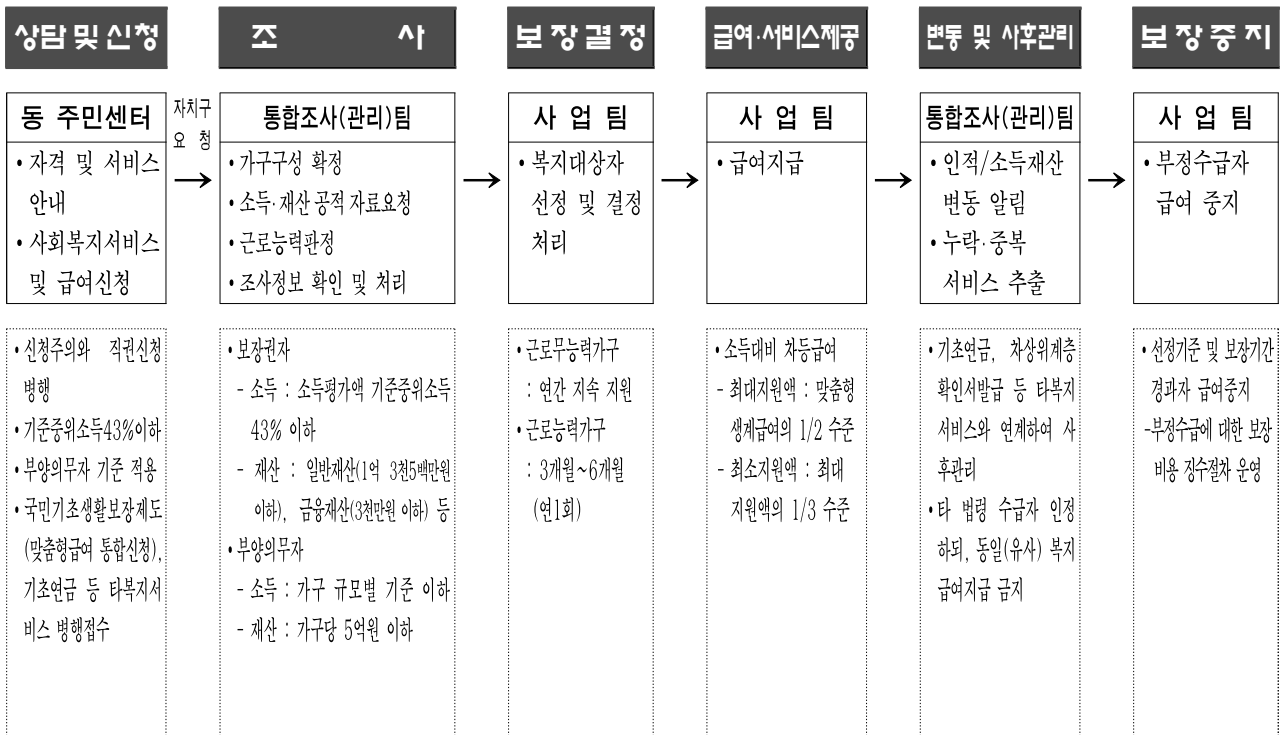 상담 및 신청
조 사
보장결정
급여·서비스제공
변동 및 사후관리
보장중지
동 주민센터
• 자격 및 서비스
안내
• 사회복지서비스
및 급여신청
자치구
요 청
통합조사(관리)팀
• 가구구성 확정
• 소득·재산 공적 자료요청
• 근로능력판정
• 조사정보 확인 및 처리
사 업 팀
• 복지대상자
선정 및 결정
처리
사 업 팀
• 급여지급
통합조사(관리)팀
• 인적/소득재산
변동 알림
• 누락·중복
서비스 추출
사 업 팀
• 부정수급자
급여 중지
• 신청주의와 직권신청
병행
• 기준중위소득43%이하
• 부양의무자 기준 적용
• 국민기초생활보장제도
(맞춤형급여 통합신청),
기초연금 등 타복지서
비스 병행접수
• 보장권자
- 소득 : 소득평가액 기준중위소득
43% 이하
- 재산 : 일반재산(1억 3천5백만원
이하), 금융재산(3천만원 이하) 등
• 부양의무자
- 소득 : 가구 규모별 기준 이하
- 재산 : 가구당 5억원 이하
• 근로무능력가구
: 연간 지속 지원
• 근로능력가구
: 3개월~6개월
(연1회)
• 소득대비 차등급여
- 최대지원액 : 맞춤형
생계급여의 1/2 수준
- 최소지원액 : 최대
지원액의 1/3 수준
• 기초연금, 차상위계층
확인서발급 등 타복지
서비스와 연계하여 사
후관리
• 타 법령 수급자 인정
하되, 동일(유사) 복지
급여지급 금지
• 선정기준 및 보장기간
경과자 급여중지
-부정수급에 대한 보장
비용 징수절차 운영